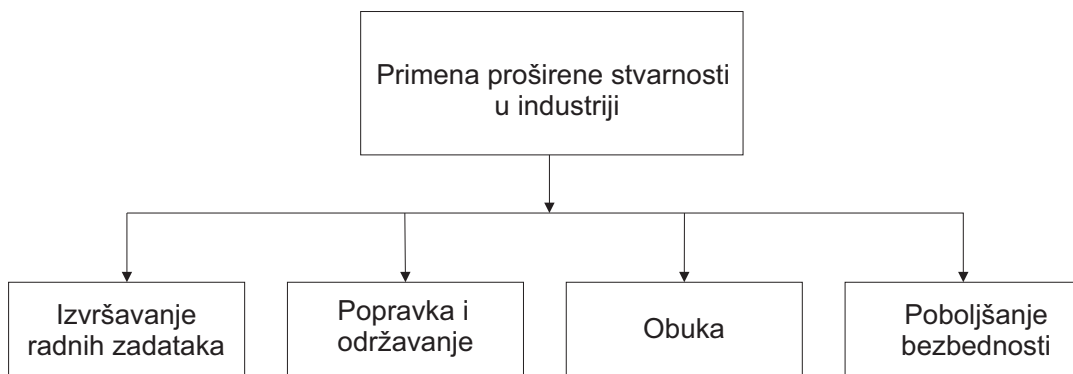 Primena proširene stvarnosti
u industriji
Izvršavanje
radnih zadataka
Popravka i
održavanje
Obuka
Poboljšanje
bezbednosti